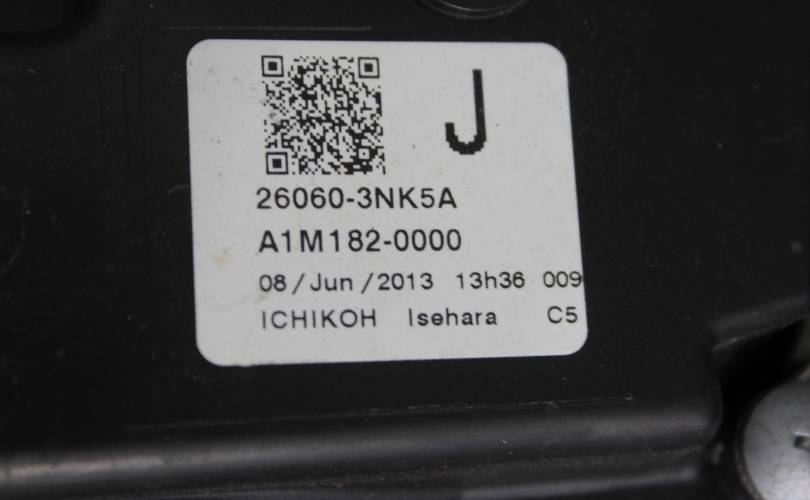 J
26060-3NK5A
A1M182-0000
08/Jun/2013 13h36 009
ICHIKOH Isehara C5